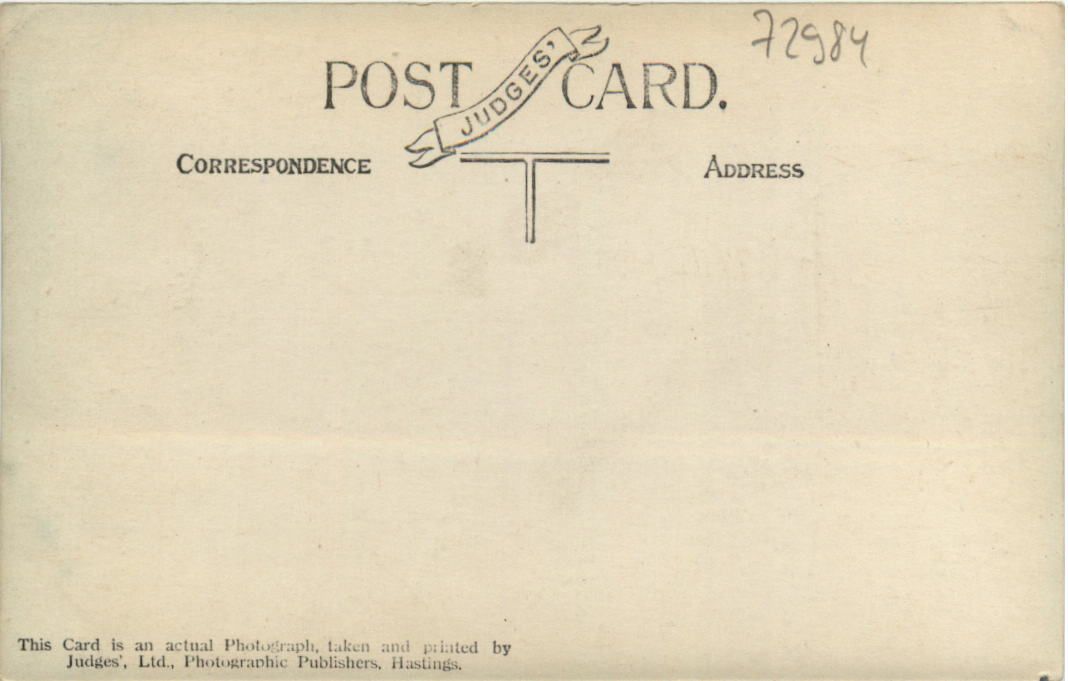 72984
POST JUDGES' CARD.
CORRESPONDENCE
ADDRESS
This Card is an actual Photograph, taken and printed by
Judges', Ltd., Photographic Publishers, Hastings.